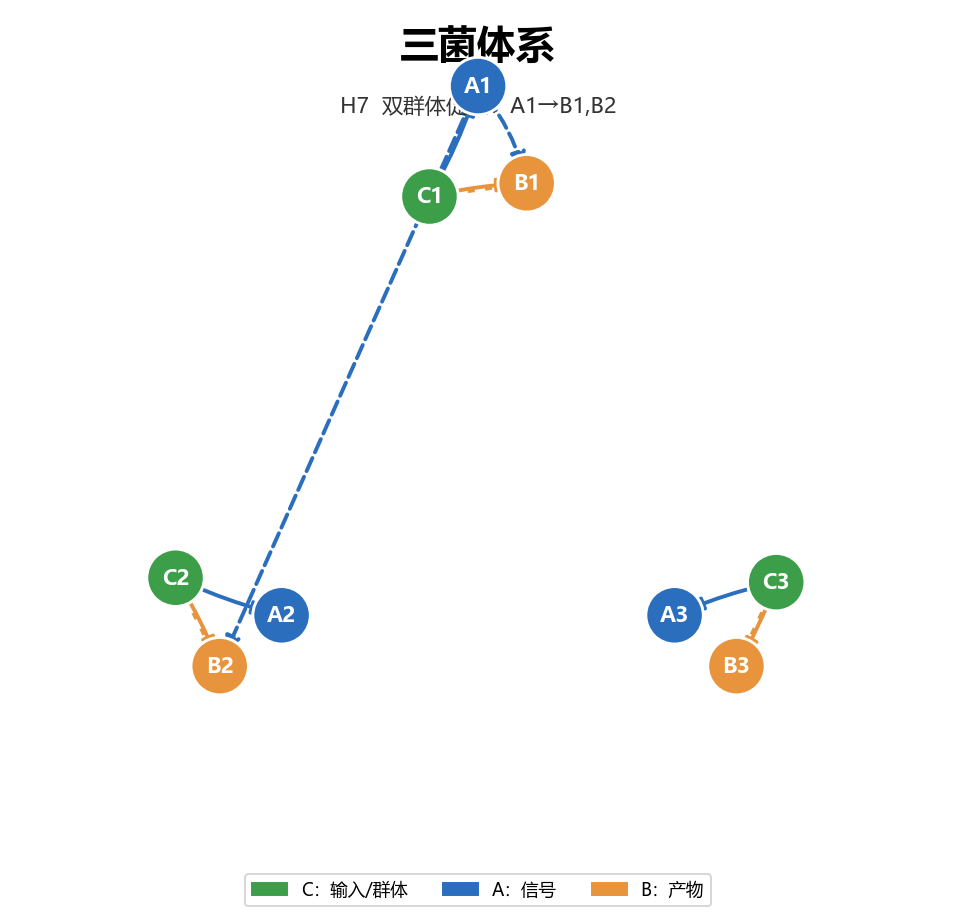 三菌体系
A1
H7 双群体 A1→B1,B2
C1
B1
C2
A2
B2
C3
A3
B3
C: 输入/群体 A: 信号 B: 产物